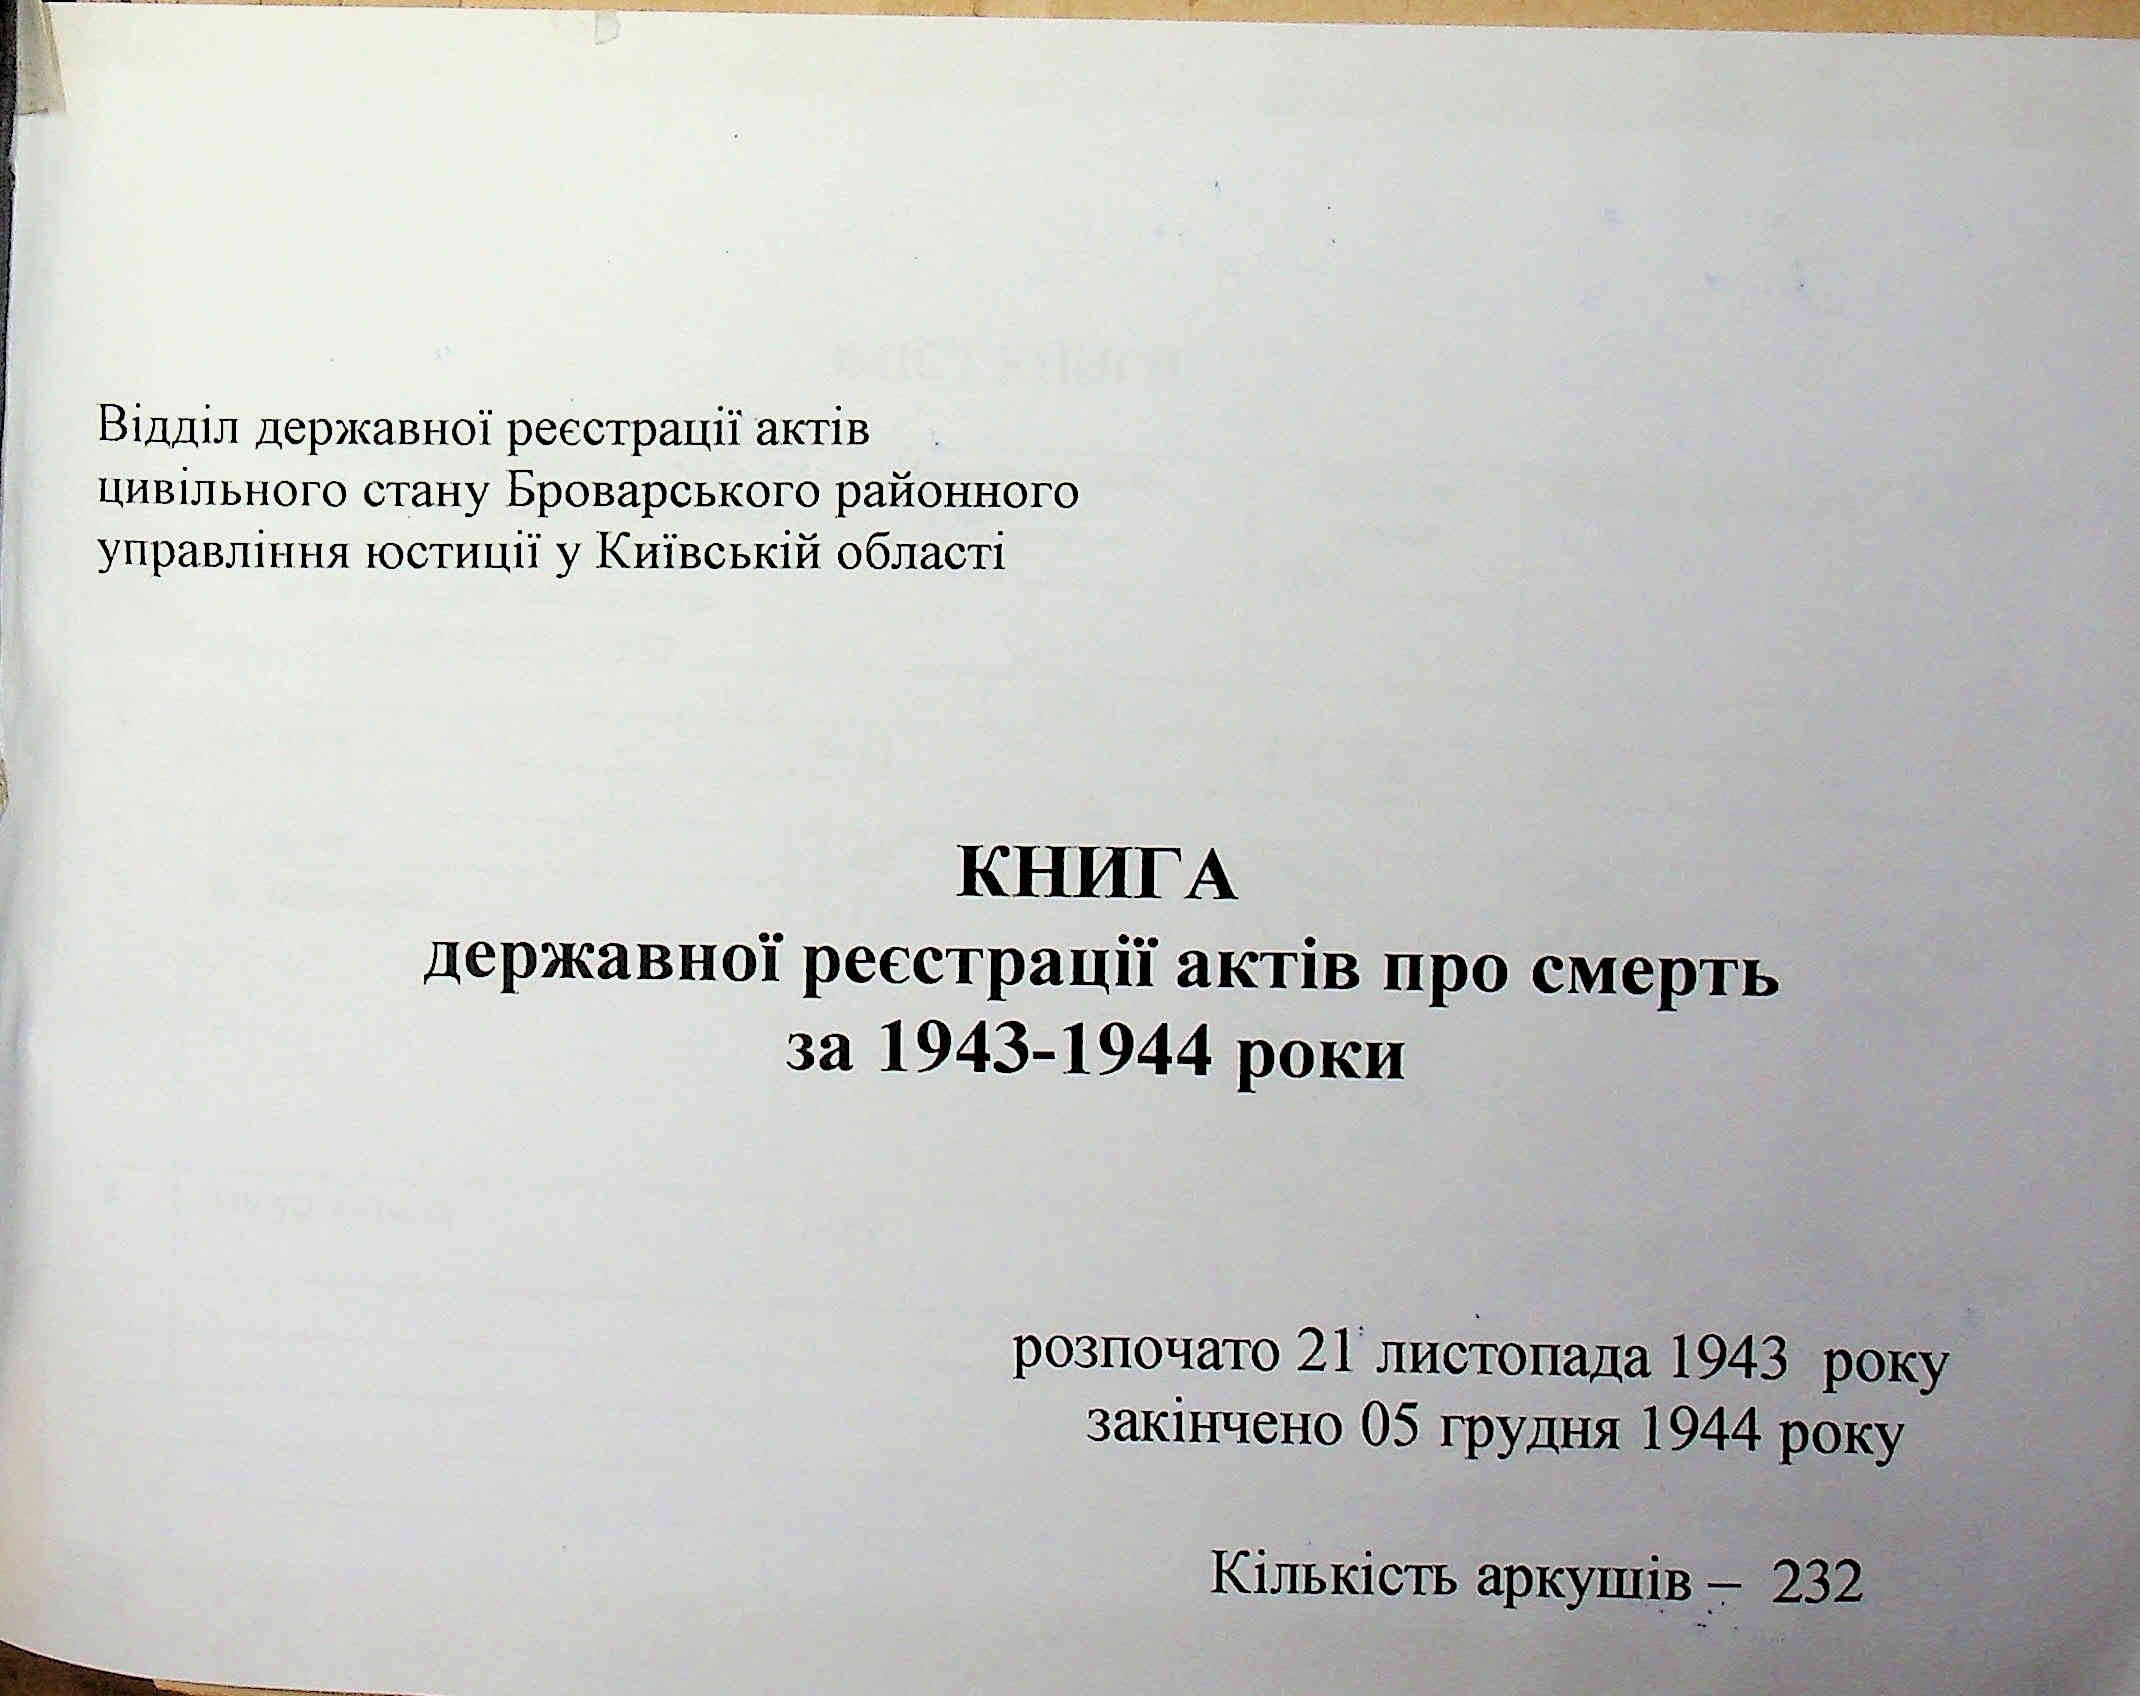 Відділ державної реєстрації актів
цивільного стану Броварського районного
управління юстиції у Київській області
КНИГА
державної реєстрації актів про смерть
за 1943-1944 роки
розпочато 21 листопада 1943 року
закінчено 05 грудня 1944 року
Кількість аркушів – 232